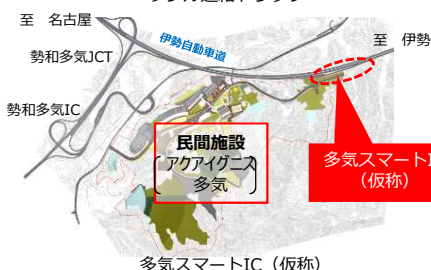 至　名古屋
伊勢自動車道
至　伊勢
勢和多気JCT
勢和多気IC
民間施設
アクアイグニス
多気
多気スマートI
（仮称）
多気スマートIC（仮称）